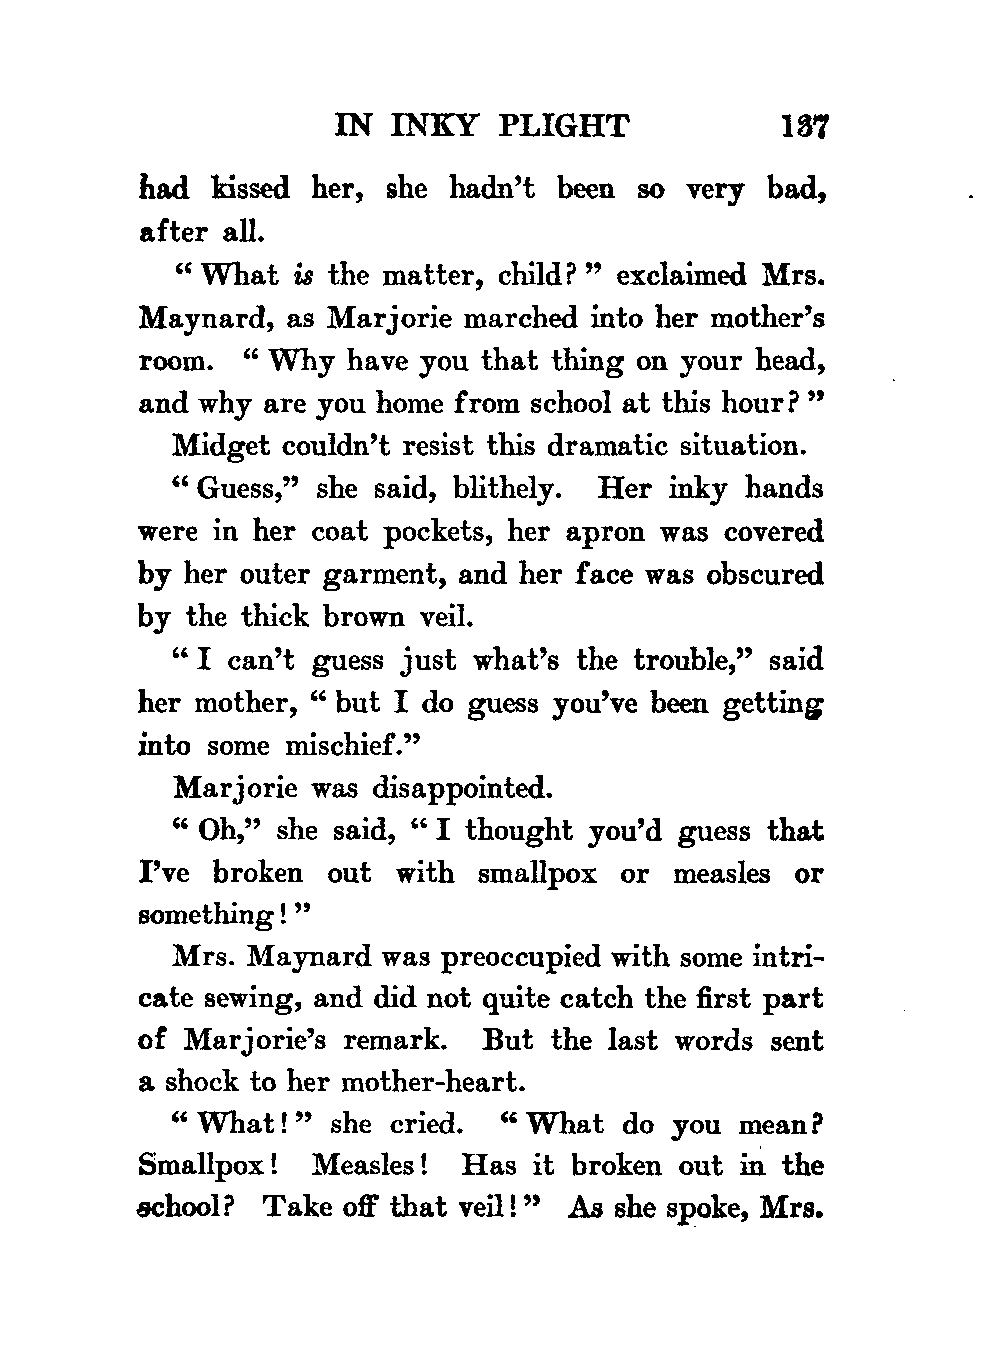 IN INKY PLIGHT 137
had kissed her, she hadn't been so very bad,
after all.
“ What is the matter, child? ” exclaimed Mrs.
Maynard, as Marjorie marched into her mother's
room. “ Why have you that thing on your head,
and why are you home from school at this hour? ”
Midget couldn't resist this dramatic situation.
“ Guess,” she said, blithely. Her inky hands
were in her coat pockets, her apron was covered
by her outer garment, and her face was obscured
by the thick brown veil.
“ I can't guess just what's the trouble,” said
her mother, “ but I do guess you've been getting
into some mischief.”
Marjorie was disappointed.
“ Oh,” she said, “ I thought you'd guess that
I've broken out with smallpox or measles or
something! ”
Mrs. Maynard was preoccupied with some intri-
cate sewing, and did not quite catch the first part
of Marjorie's remark. But the last words sent
a shock to her mother-heart.
“ What! ” she cried. “ What do you mean?
Smallpox! Measles! Has it broken out in the
school? Take off that veil! ” As she spoke, Mrs.